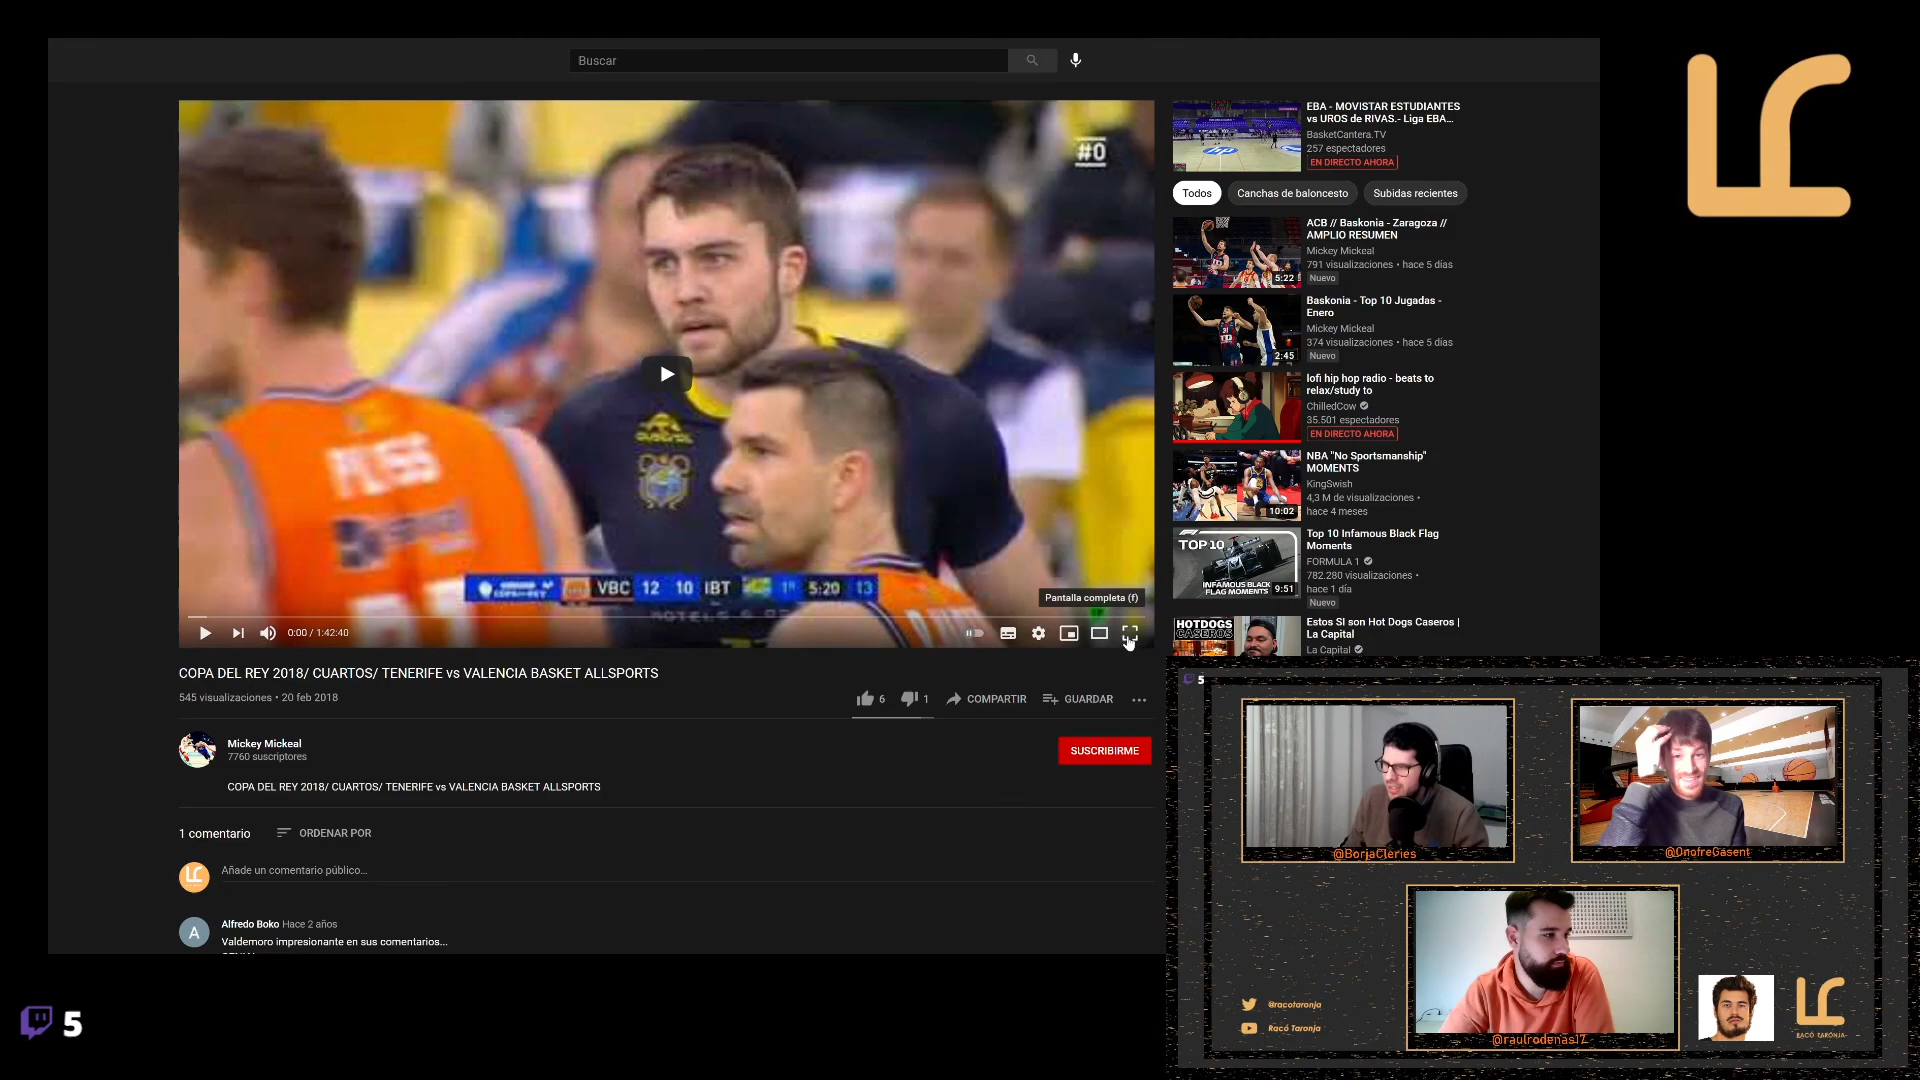 Buscar
#0
PLISS
VBC 12 10 IBT 1º 5:20 13
Pantalla completa (f)
0:00 / 1:42:40
COPA DEL REY 2018/ CUARTOS/ TENERIFE vs VALENCIA BASKET ALLSPORTS
545 visualizaciones • 20 feb 2018
6
1
COMPARTIR
GUARDAR
Mickey Mickeal
7760 suscriptores
SUSCRIBIRME
COPA DEL REY 2018/ CUARTOS/ TENERIFE vs VALENCIA BASKET ALLSPORTS
1 comentario
ORDENAR POR
Añade un comentario público...
A
Alfredo Boko Hace 2 años
Valdemoro impresionante en sus comentarios...
EBA - MOVISTAR ESTUDIANTES
vs UROS de RIVAS.- Liga EBA...
BasketCantera.TV
257 espectadores
EN DIRECTO AHORA
Todos
Canchas de baloncesto
Subidas recientes
ACB // Baskonia - Zaragoza //
AMPLIO RESUMEN
Mickey Mickeal
791 visualizaciones • hace 5 días
Nuevo
5:22
Baskonia - Top 10 Jugadas -
Enero
Mickey Mickeal
374 visualizaciones • hace 5 días
Nuevo
2:45
lofi hip hop radio - beats to
relax/study to
ChilledCow
35.501 espectadores
EN DIRECTO AHORA
NBA "No Sportsmanship"
MOMENTS
KingSwish
4,3 M de visualizaciones •
hace 4 meses
10:02
Top 10 Infamous Black Flag
Moments
FORMULA 1
782.280 visualizaciones •
hace 1 día
Nuevo
TOP 10
INFAMOUS BLACK
FLAG MOMENTS
9:51
Estos SI son Hot Dogs Caseros |
La Capital
La Capital
HOTDOGS
CASEROS
5
@BorjaCleries
@OnofreGasent
@raulrodenas17
@racotaronja
Racó Taronja
RACÓ TARONJA
5